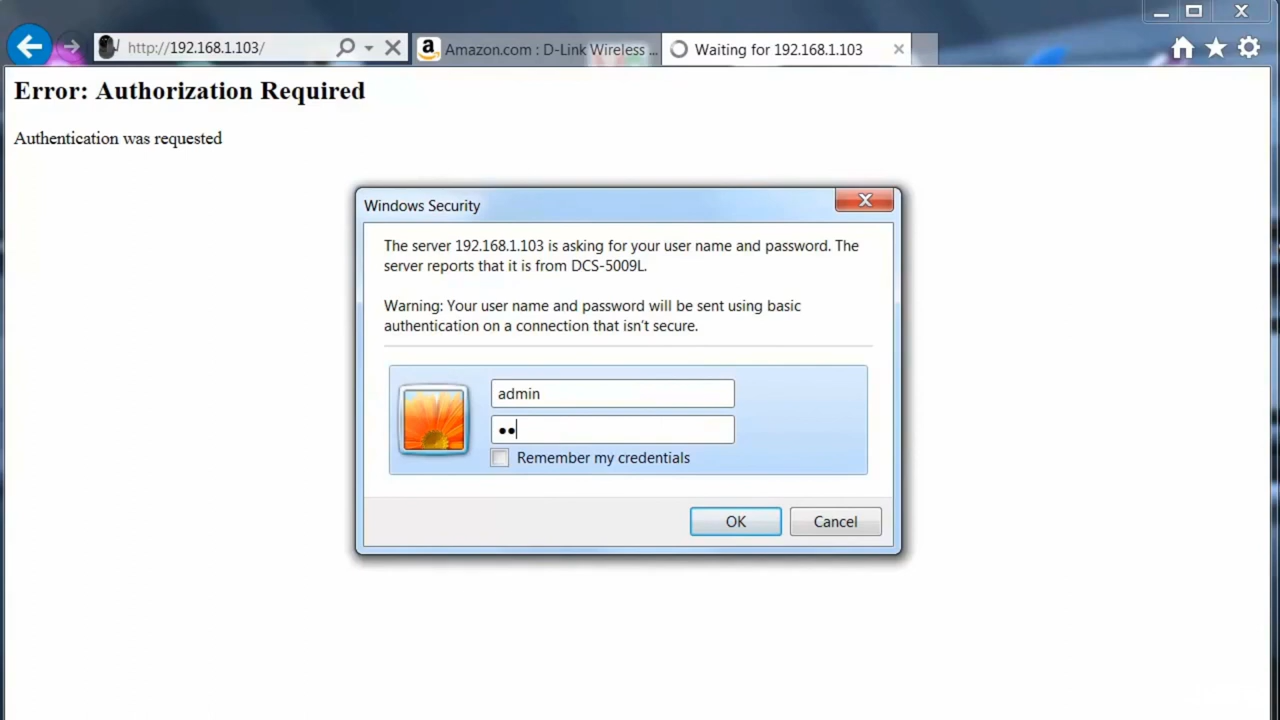 http://192.168.1.103/
Amazon.com : D-Link Wireless ...
Waiting for 192.168.1.103
Error: Authorization Required
Authentication was requested
Windows Security
The server 192.168.1.103 is asking for your user name and password. The
server reports that it is from DCS-5009L.
Warning: Your user name and password will be sent using basic
authentication on a connection that isn't secure.
admin
••
Remember my credentials
OK
Cancel